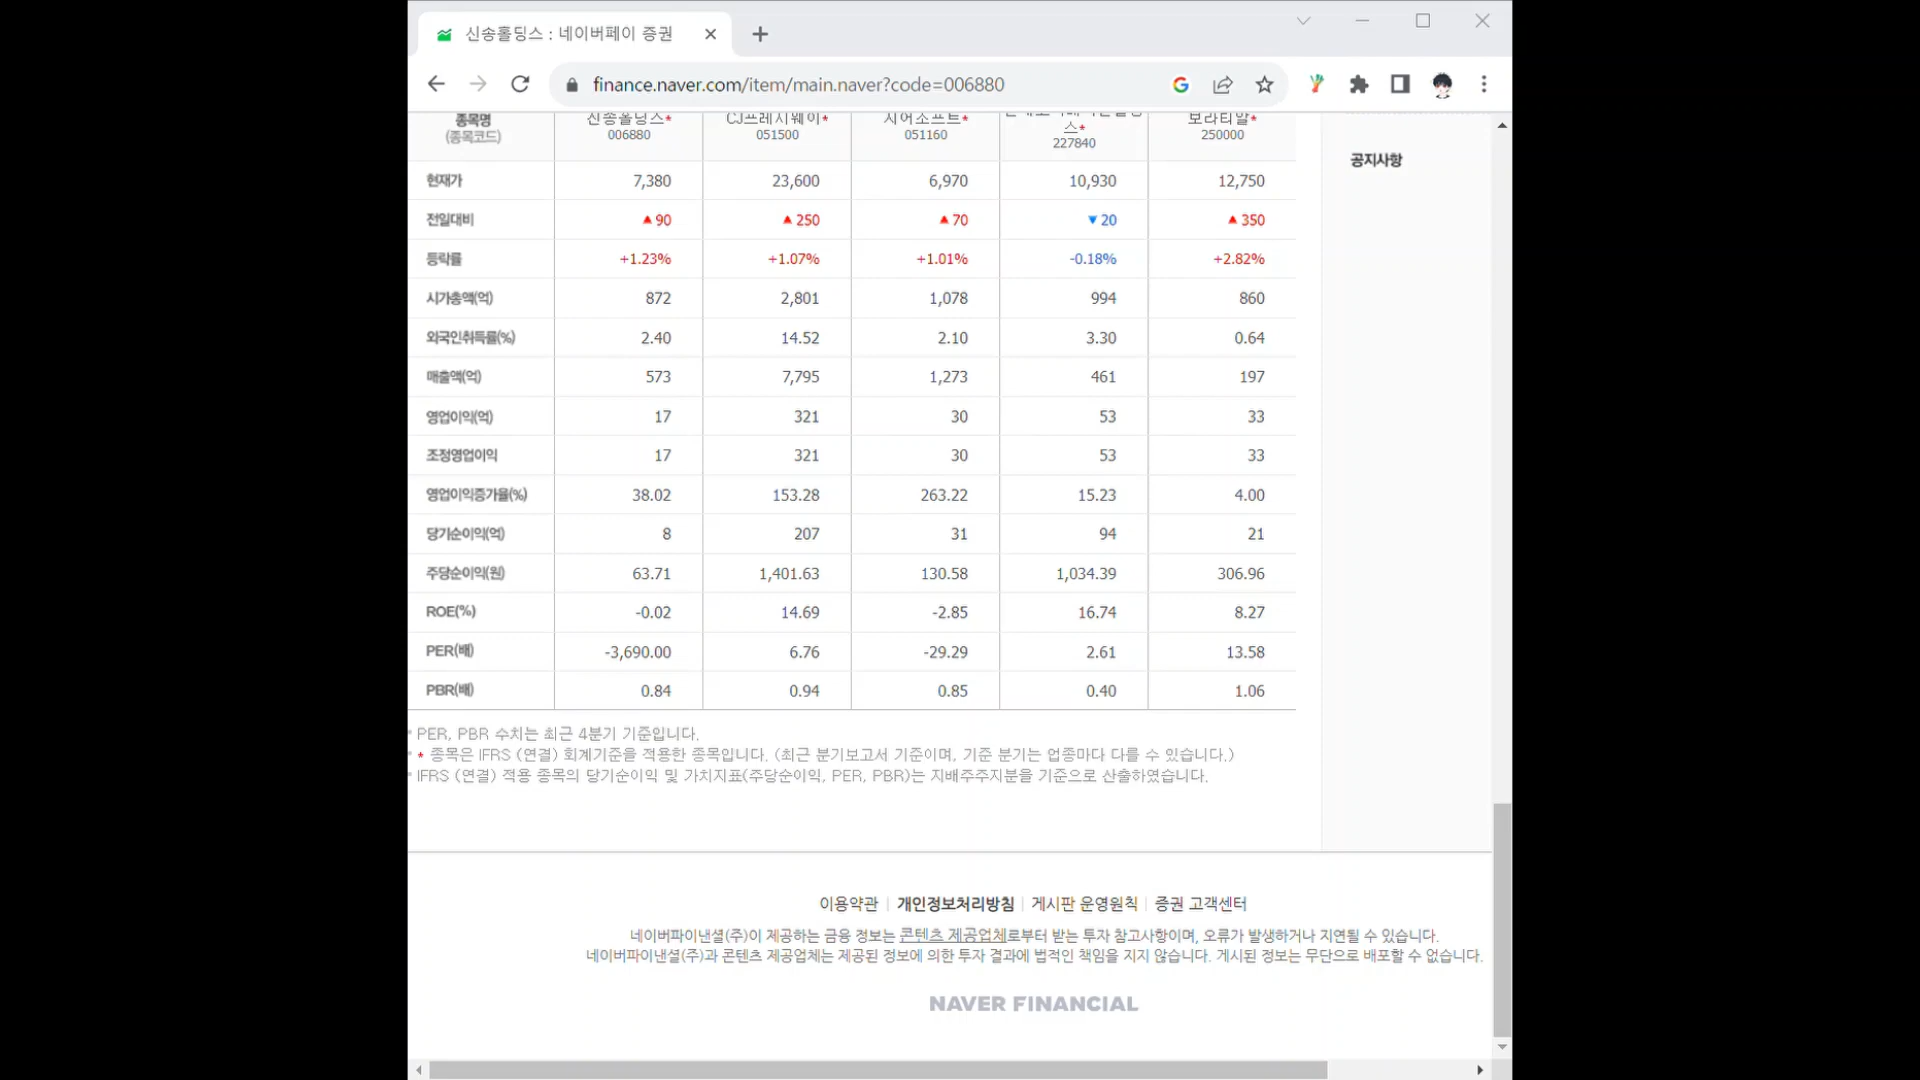 신송홀딩스 : 네이버페이 증권
finance.naver.com/item/main.naver?code=006880
종목명 신송홀딩스* CJ프레시웨이* 지어소프트* 보라티알*
(종목코드) 006880 051500 051160 스* 227840 250000
공지사항
현재가 7,380 23,600 6,970 10,930 12,750
전일대비 ▲90 ▲250 ▲70 ▼20 ▲350
등락률 +1.23% +1.07% +1.01% -0.18% +2.82%
시가총액(억) 872 2,801 1,078 994 860
외국인취득률(%) 2.40 14.52 2.10 3.30 0.64
매출액(억) 573 7,795 1,273 461 197
영업이익(억) 17 321 30 53 33
조정영업이익 17 321 30 53 33
영업이익증가율(%) 38.02 153.28 263.22 15.23 4.00
당기순이익(억) 8 207 31 94 21
주당순이익(원) 63.71 1,401.63 130.58 1,034.39 306.96
ROE(%) -0.02 14.69 -2.85 16.74 8.27
PER(배) -3,690.00 6.76 -29.29 2.61 13.58
PBR(배) 0.84 0.94 0.85 0.40 1.06
* PER, PBR 수치는 최근 4분기 기준입니다.
* * 종목은 IFRS (연결) 회계기준을 적용한 종목입니다. (최근 분기보고서 기준이며, 기준 분기는 업종마다 다를 수 있습니다.)
* IFRS (연결) 적용 종목의 당기순이익 및 가치지표(주당순이익, PER, PBR)는 지배주주지분을 기준으로 산출하였습니다.
이용약관 | 개인정보처리방침 | 게시판 운영원칙 | 증권 고객센터
네이버파이낸셜(주)이 제공하는 금융 정보는 콘텐츠 제공업체로부터 받는 투자 참고사항이며, 오류가 발생하거나 지연될 수 있습니다.
네이버파이낸셜(주)과 콘텐츠 제공업체는 제공된 정보에 의한 투자 결과에 법적인 책임을 지지 않습니다. 게시된 정보는 무단으로 배포할 수 없습니다.
NAVER FINANCIAL